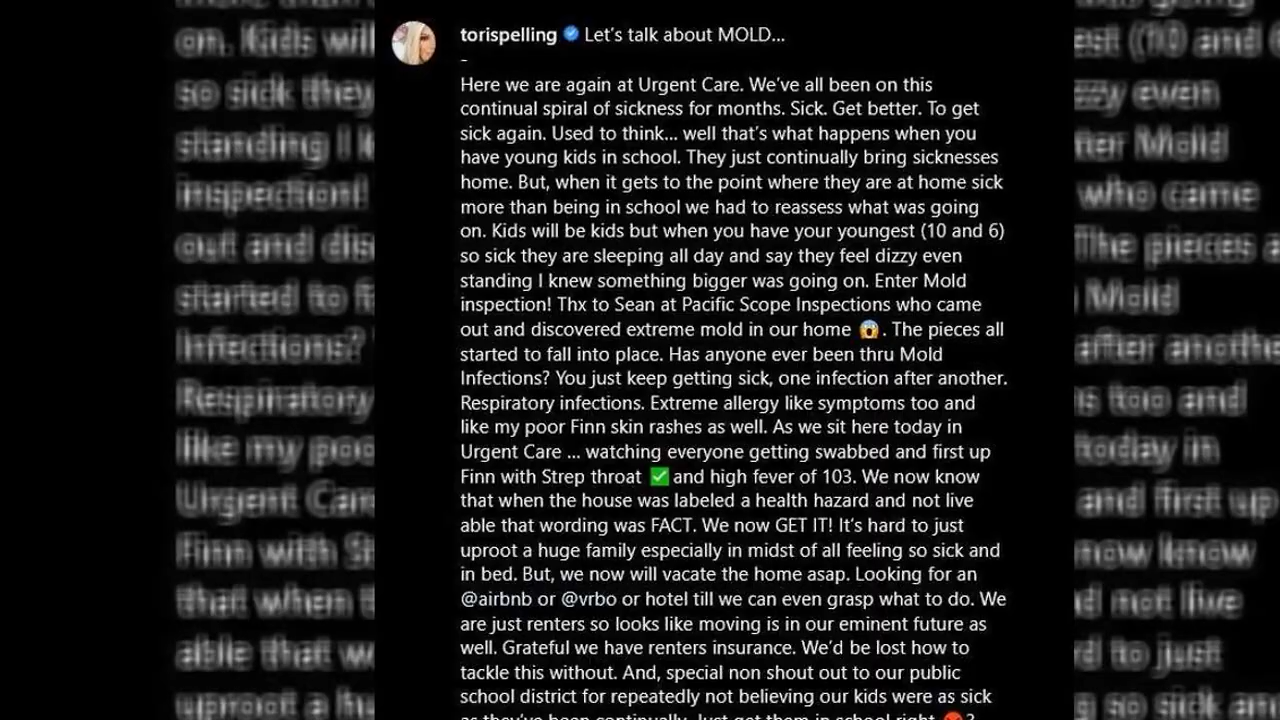 torispelling Let's talk about MOLD...
-
Here we are again at Urgent Care. We've all been on this
continual spiral of sickness for months. Sick. Get better. To get
sick again. Used to think... well that's what happens when you
have young kids in school. They just continually bring sicknesses
home. But, when it gets to the point where they are at home sick
more than being in school we had to reassess what was going
on. Kids will be kids but when you have your youngest (10 and 6)
so sick they are sleeping all day and say they feel dizzy even
standing I knew something bigger was going on. Enter Mold
inspection! Thx to Sean at Pacific Scope Inspections who came
out and discovered extreme mold in our home 😱. The pieces all
started to fall into place. Has anyone ever been thru Mold
Infections? You just keep getting sick, one infection after another.
Respiratory infections. Extreme allergy like symptoms too and
like my poor Finn skin rashes as well. As we sit here today in
Urgent Care ... watching everyone getting swabbed and first up
Finn with Strep throat ✅ and high fever of 103. We now know
that when the house was labeled a health hazard and not live
able that wording was FACT. We now GET IT! It's hard to just
uproot a huge family especially in midst of all feeling so sick and
in bed. But, we now will vacate the home asap. Looking for an
@airbnb or @vrbo or hotel till we can even grasp what to do. We
are just renters so looks like moving is in our eminent future as
well. Grateful we have renters insurance. We'd be lost how to
tackle this without. And, special non shout out to our public
school district for repeatedly not believing our kids were as sick
as they've been continually. Just get them in school right 😡?